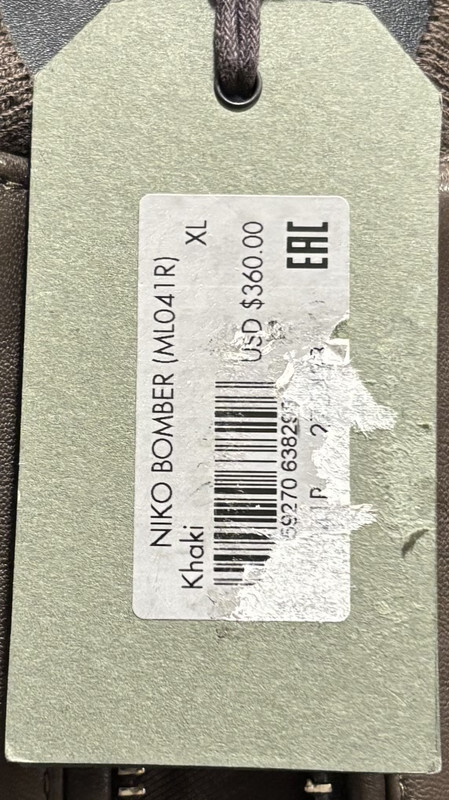 NIKO BOMBER (ML041R)
Khaki XL
USD $360.00
EAC